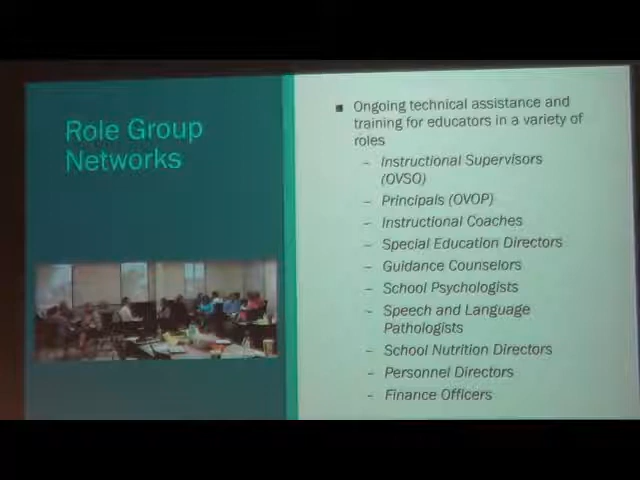 Role Group
Networks
■ Ongoing technical assistance and
training for educators in a variety of
roles
– Instructional Supervisors
(OVSO)
– Principals (OVOP)
– Instructional Coaches
– Special Education Directors
– Guidance Counselors
– School Psychologists
– Speech and Language
Pathologists
– School Nutrition Directors
– Personnel Directors
– Finance Officers